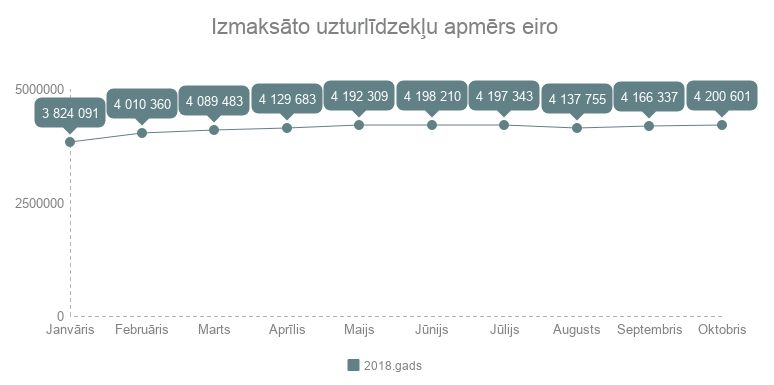 Izmaksāto uzturlīdzekļu apmērs eiro
5000000
3 824 091
4 010 360
4 089 483
4 129 683
4 192 309
4 198 210
4 197 343
4 137 755
4 166 337
4 200 601
2500000
0
Janvāris Februāris Marts Aprīlis Maijs Jūnijs Jūlijs Augusts Septembris Oktobris
2018.gads